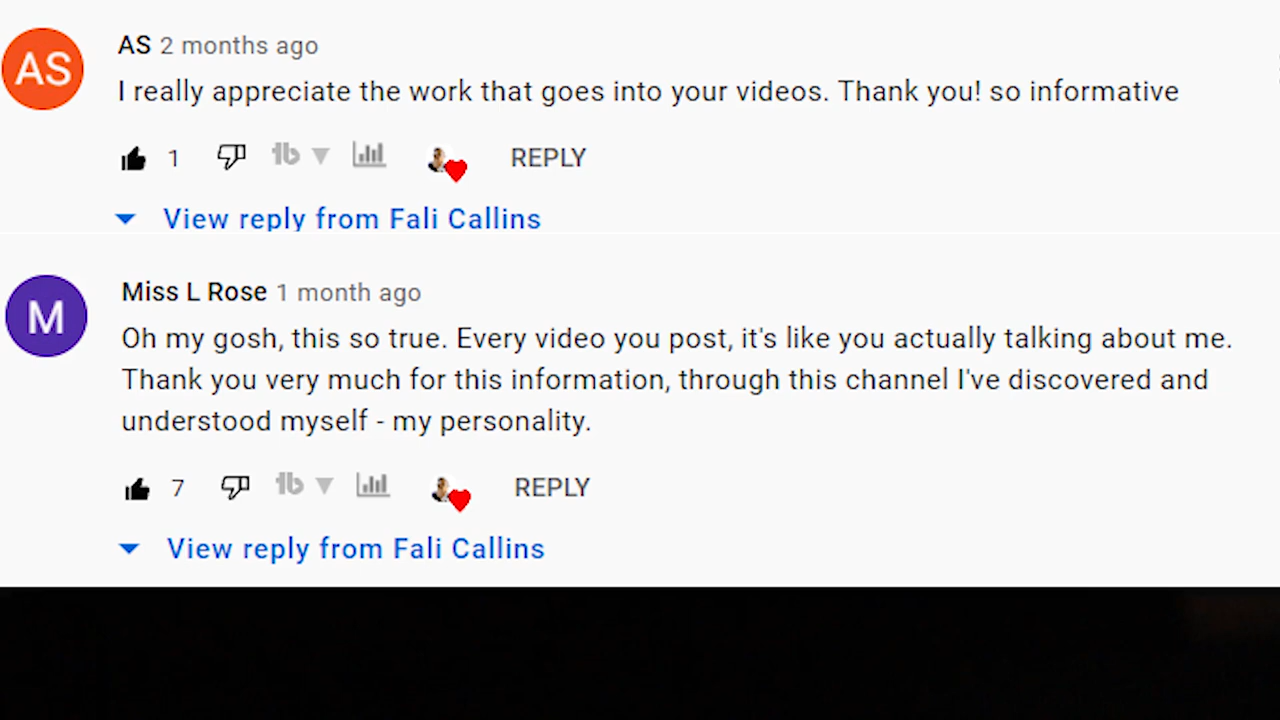 AS
AS 2 months ago
I really appreciate the work that goes into your videos. Thank you! so informative
1 REPLY
View reply from Fali Callins
M
Miss L Rose 1 month ago
Oh my gosh, this so true. Every video you post, it's like you actually talking about me.
Thank you very much for this information, through this channel I've discovered and
understood myself - my personality.
7 REPLY
View reply from Fali Callins